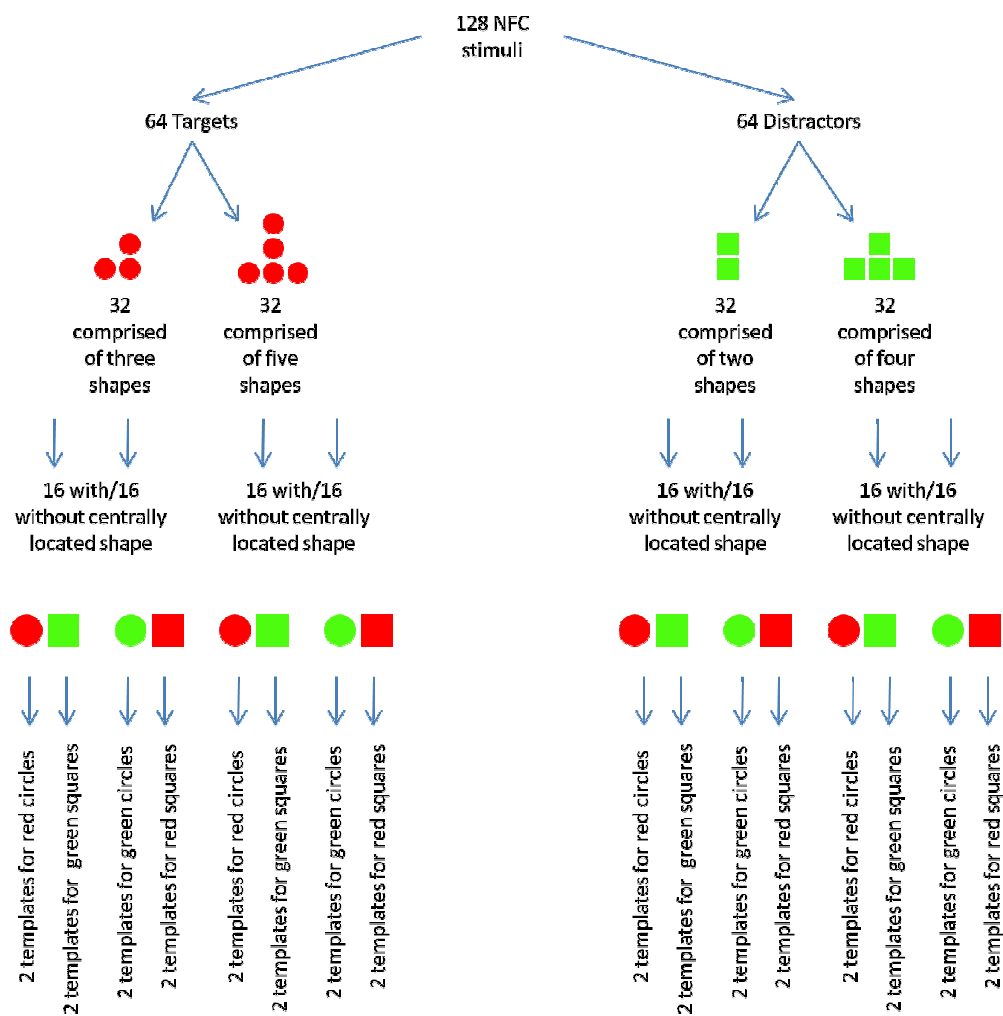 128 NFC
stimuli
64 Targets
64 Distractors
32
comprised
of three
shapes
32
comprised
of five
shapes
32
comprised
of two
shapes
32
comprised
of four
shapes
16 with/16
without centrally
located shape
16 with/16
without centrally
located shape
16 with/16
without centrally
located shape
16 with/16
without centrally
located shape
2 templates for red circles
2 templates for green squares
2 templates for green circles
2 templates for red squares
2 templates for red circles
2 templates for green squares
2 templates for green circles
2 templates for red squares
2 templates for red circles
2 templates for green squares
2 templates for green circles
2 templates for red squares
2 templates for red circles
2 templates for green squares
2 templates for green circles
2 templates for red squares